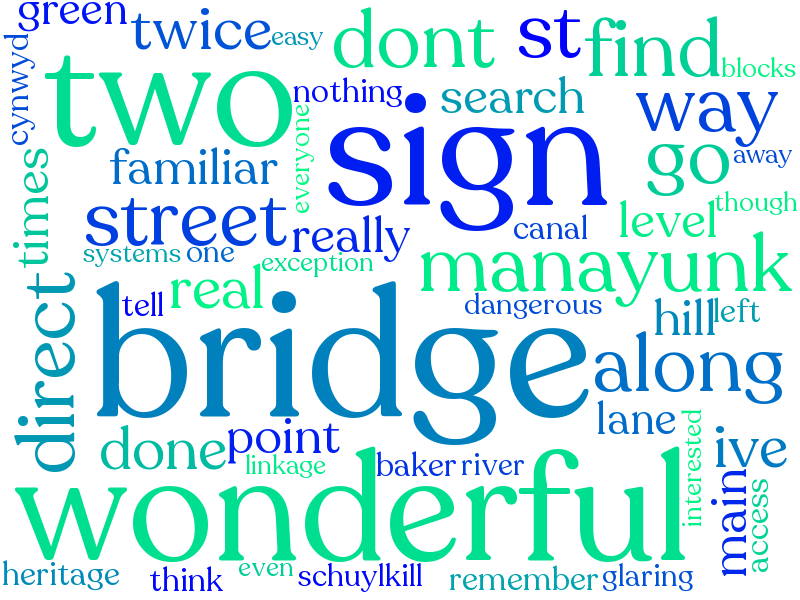 green
twice
easy
dont
st
find
blocks
cynwyd
two
nothing
search
way
everyone
sign
go
away
familiar
times
street
really
canal
level
though
systems
one
exception
manayunk
real
tell
dangerous
hill
left
direct
bridge
along
lane
done
point
linkage
baker
river
interested
ive
wonderful
main
access
heritage
think
even
schuylkill
remember
glaring